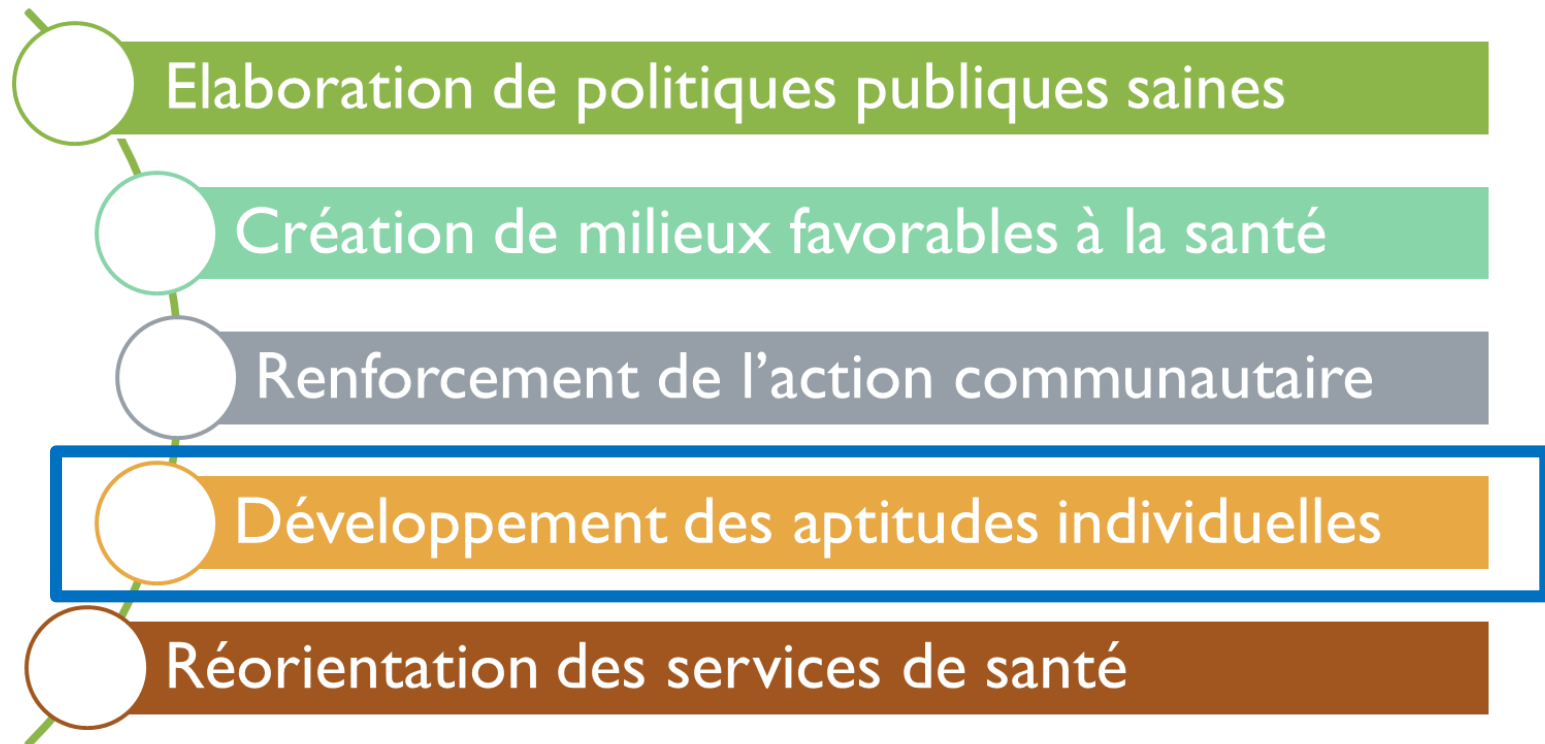 Elaboration de politiques publiques saines
Création de milieux favorables à la santé
Renforcement de l’action communautaire
Développement des aptitudes individuelles
Réorientation des services de santé